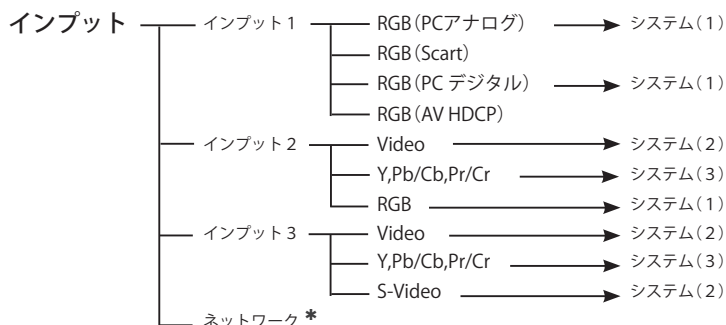 インプット インプット 1 RGB(PCアナログ) システム(1)
RGB(Scart)
RGB(PC デジタル) システム(1)
RGB(AV HDCP)
インプット 2 Video システム(2)
Y,Pb/Cb,Pr/Cr システム(3)
RGB システム(1)
インプット 3 Video システム(2)
Y,Pb/Cb,Pr/Cr システム(3)
S-Video システム(2)
ネットワーク *